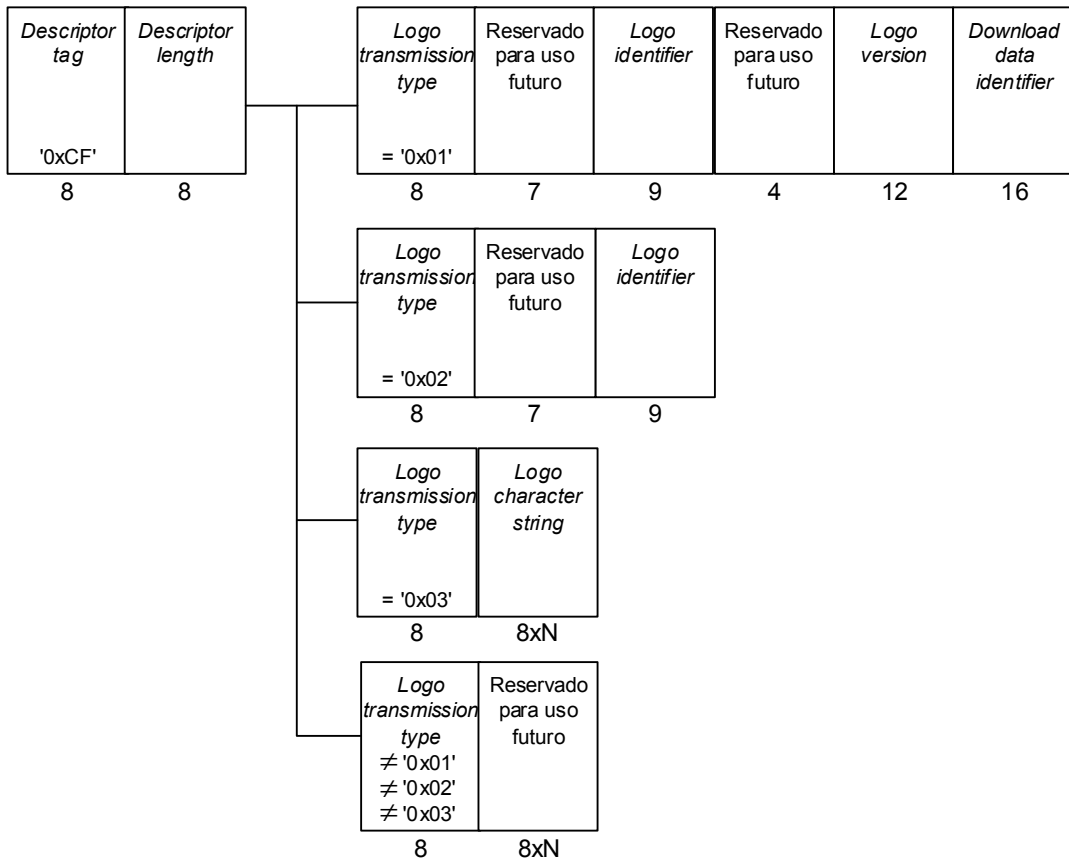 Descriptor
tag
'0xCF'
8
Descriptor
length
8
Logo
transmission
type
= '0x01'
8
Reservado
para uso
futuro
7
Logo
identifier
9
Reservado
para uso
futuro
4
Logo
version
12
Download
data
identifier
16
Logo
transmission
type
= '0x02'
8
Reservado
para uso
futuro
7
Logo
identifier
9
Logo
transmission
type
= '0x03'
8
Logo
character
string
8xN
Logo
transmission
type
≠ '0x01'
≠ '0x02'
≠ '0x03'
8
Reservado
para uso
futuro
8xN